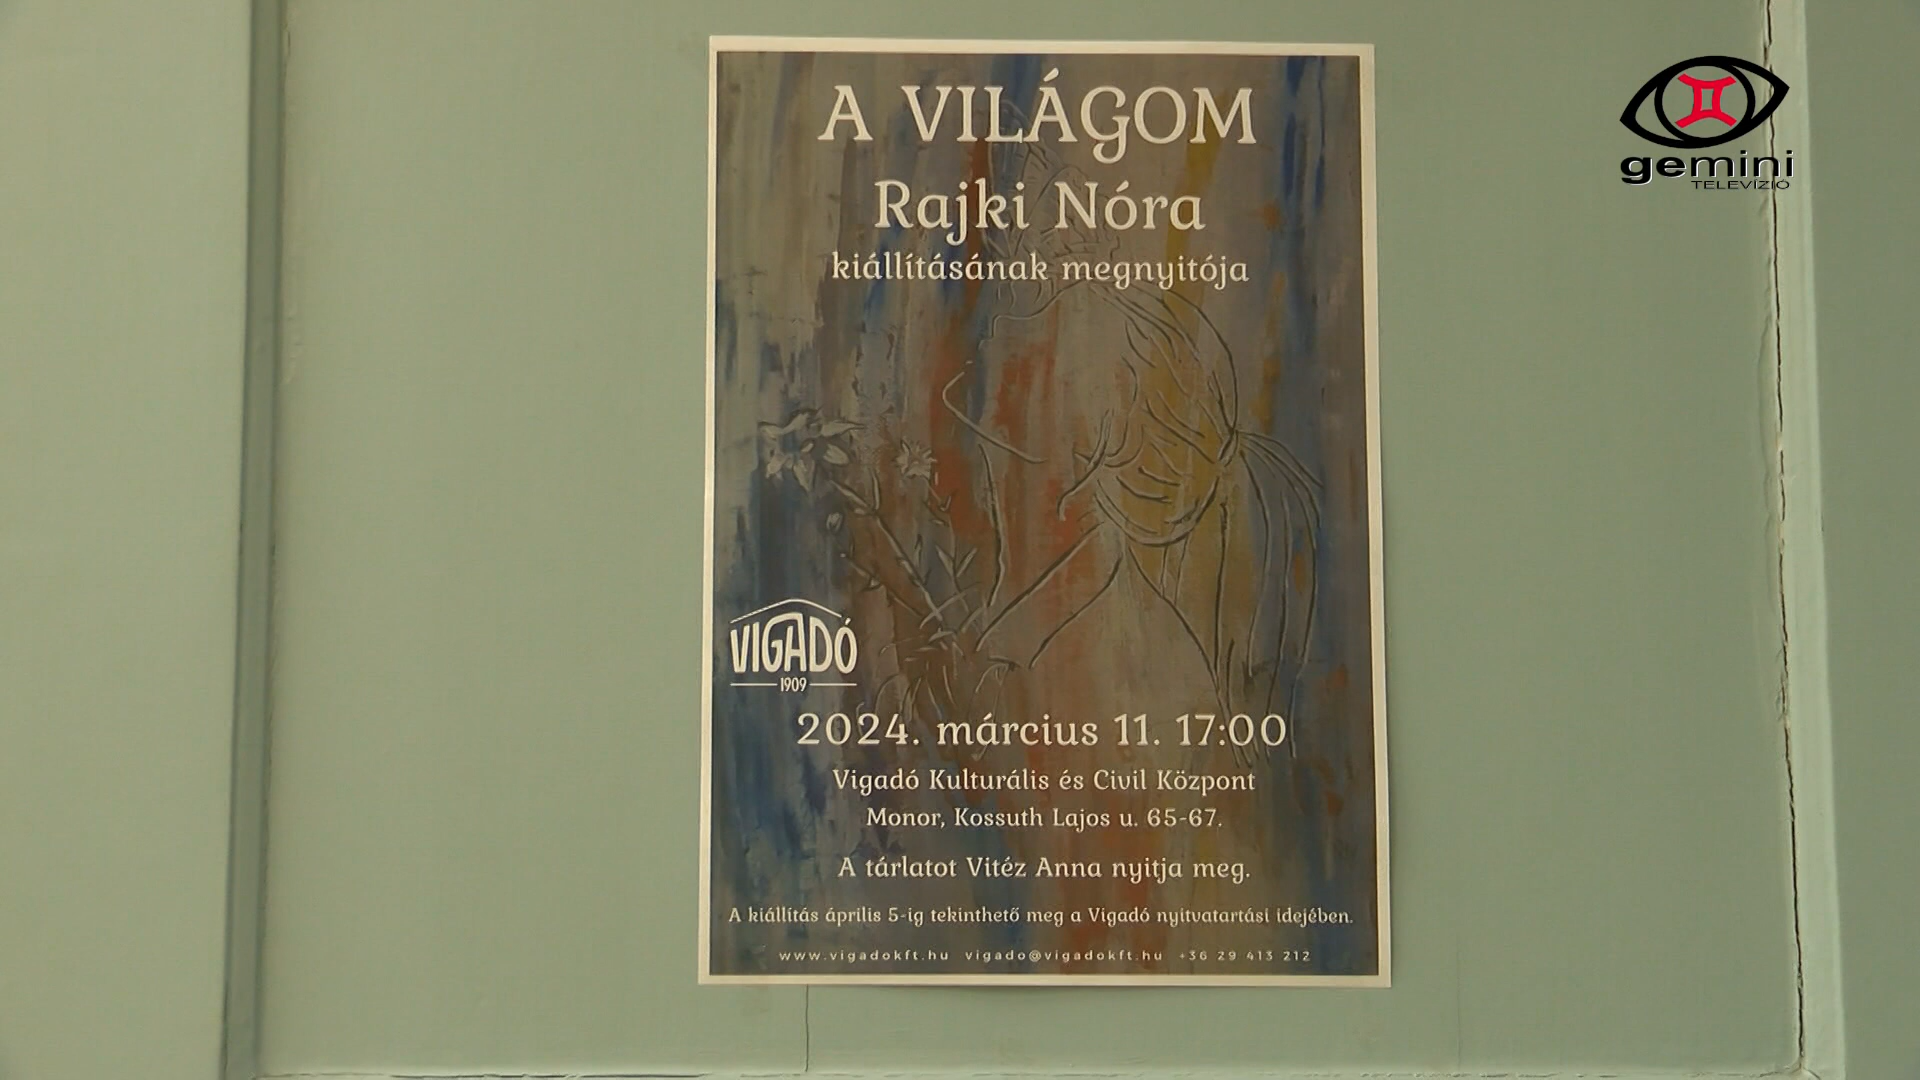 A VILÁGOM
Rajki Nóra
kiállításának megnyitója
VIGADÓ
1909
2024. március 11. 17:00
Vigadó Kulturális és Civil Központ
Monor, Kossuth Lajos u. 65-67.
A tárlatot Vitéz Anna nyitja meg.
A kiállítás április 5-ig tekinthető meg a Vigadó nyitvatartási idejében.
www.vigadokft.hu vigado@vigadokft.hu +36 29 413 212
gemini
TELEVÍZIÓ